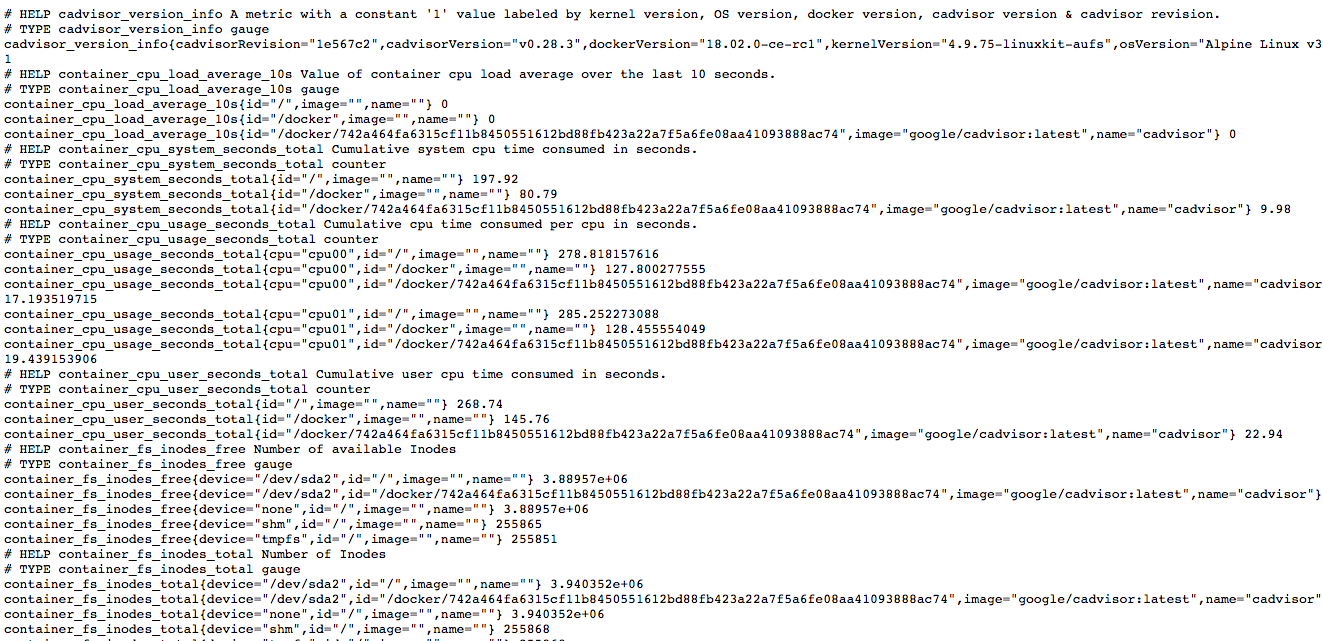 # HELP cadvisor_version_info A metric with a constant '1' value labeled by kernel version, OS version, docker version, cadvisor version & cadvisor revision.
# TYPE cadvisor_version_info gauge
cadvisor_version_info{cadvisorRevision="1e567c2",cadvisorVersion="v0.28.3",dockerVersion="18.02.0-ce-rc1",kernelVersion="4.9.75-linuxkit-aufs",osVersion="Alpine Linux v3
1
# HELP container_cpu_load_average_10s Value of container cpu load average over the last 10 seconds.
# TYPE container_cpu_load_average_10s gauge
container_cpu_load_average_10s{id="/",image="",name=""} 0
container_cpu_load_average_10s{id="/docker",image="",name=""} 0
container_cpu_load_average_10s{id="/docker/742a464fa6315cf11b8450551612bd88fb423a22a7f5a6fe08aa41093888ac74",image="google/cadvisor:latest",name="cadvisor"} 0
# HELP container_cpu_system_seconds_total Cumulative system cpu time consumed in seconds.
# TYPE container_cpu_system_seconds_total counter
container_cpu_system_seconds_total{id="/",image="",name=""} 197.92
container_cpu_system_seconds_total{id="/docker",image="",name=""} 80.79
container_cpu_system_seconds_total{id="/docker/742a464fa6315cf11b8450551612bd88fb423a22a7f5a6fe08aa41093888ac74",image="google/cadvisor:latest",name="cadvisor"} 9.98
# HELP container_cpu_usage_seconds_total Cumulative cpu time consumed per cpu in seconds.
# TYPE container_cpu_usage_seconds_total counter
container_cpu_usage_seconds_total{cpu="cpu00",id="/",image="",name=""} 278.818157616
container_cpu_usage_seconds_total{cpu="cpu00",id="/docker",image="",name=""} 127.800277555
container_cpu_usage_seconds_total{cpu="cpu00",id="/docker/742a464fa6315cf11b8450551612bd88fb423a22a7f5a6fe08aa41093888ac74",image="google/cadvisor:latest",name="cadvisor
17.193519715
container_cpu_usage_seconds_total{cpu="cpu01",id="/",image="",name=""} 285.252273088
container_cpu_usage_seconds_total{cpu="cpu01",id="/docker",image="",name=""} 128.455554049
container_cpu_usage_seconds_total{cpu="cpu01",id="/docker/742a464fa6315cf11b8450551612bd88fb423a22a7f5a6fe08aa41093888ac74",image="google/cadvisor:latest",name="cadvisor
19.439153906
# HELP container_cpu_user_seconds_total Cumulative user cpu time consumed in seconds.
# TYPE container_cpu_user_seconds_total counter
container_cpu_user_seconds_total{id="/",image="",name=""} 268.74
container_cpu_user_seconds_total{id="/docker",image="",name=""} 145.76
container_cpu_user_seconds_total{id="/docker/742a464fa6315cf11b8450551612bd88fb423a22a7f5a6fe08aa41093888ac74",image="google/cadvisor:latest",name="cadvisor"} 22.94
# HELP container_fs_inodes_free Number of available Inodes
# TYPE container_fs_inodes_free gauge
container_fs_inodes_free{device="/dev/sda2",id="/",image="",name=""} 3.88957e+06
container_fs_inodes_free{device="/dev/sda2",id="/docker/742a464fa6315cf11b8450551612bd88fb423a22a7f5a6fe08aa41093888ac74",image="google/cadvisor:latest",name="cadvisor"}
container_fs_inodes_free{device="none",id="/",image="",name=""} 3.88957e+06
container_fs_inodes_free{device="shm",id="/",image="",name=""} 255865
container_fs_inodes_free{device="tmpfs",id="/",image="",name=""} 255851
# HELP container_fs_inodes_total Number of Inodes
# TYPE container_fs_inodes_total gauge
container_fs_inodes_total{device="/dev/sda2",id="/",image="",name=""} 3.940352e+06
container_fs_inodes_total{device="/dev/sda2",id="/docker/742a464fa6315cf11b8450551612bd88fb423a22a7f5a6fe08aa41093888ac74",image="google/cadvisor:latest",name="cadvisor"
container_fs_inodes_total{device="none",id="/",image="",name=""} 3.940352e+06
container_fs_inodes_total{device="shm",id="/",image="",name=""} 255868